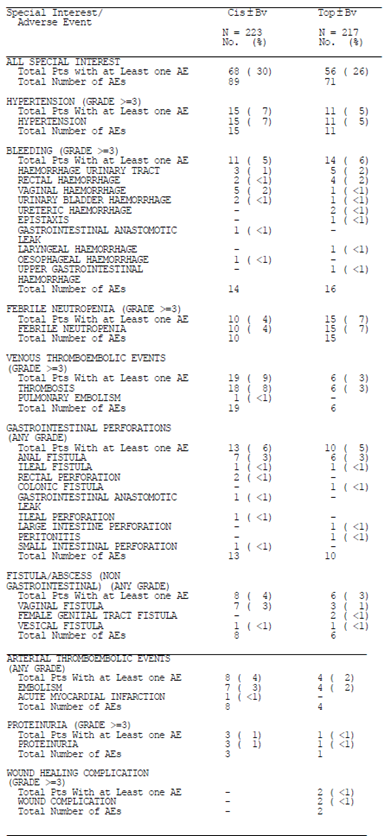 Special Interest/ Cis±Bv Top±Bv
Adverse Event
N = 223 N = 217
No. (%) No. (%)
ALL SPECIAL INTEREST
Total Pts with at Least one AE 68 ( 30) 56 ( 26)
Total Number of AEs 89 71
HYPERTENSION (GRADE >=3)
Total Pts With at Least one AE 15 ( 7) 11 ( 5)
HYPERTENSION 15 ( 7) 11 ( 5)
Total Number of AEs 15 11
BLEEDING (GRADE >=3)
Total Pts With at Least one AE 11 ( 5) 14 ( 6)
HAEMORRHAGE URINARY TRACT 3 ( 1) 5 ( 2)
RECTAL HAEMORRHAGE 2 ( <1) 4 ( 2)
VAGINAL HAEMORRHAGE 5 ( 2) 1 ( <1)
URINARY BLADDER HAEMORRHAGE 2 ( <1) 1 ( <1)
URETERIC HAEMORRHAGE - 2 ( <1)
EPISTAXIS - 1 ( <1)
GASTROINTESTINAL ANASTOMOTIC 1 ( <1) -
LEAK
LARYNGEAL HAEMORRHAGE - 1 ( <1)
OESOPHAGEAL HAEMORRHAGE 1 ( <1) -
UPPER GASTROINTESTINAL - 1 ( <1)
HAEMORRHAGE
Total Number of AEs 14 16
FEBRILE NEUTROPENIA (GRADE >=3)
Total Pts With at Least one AE 10 ( 4) 15 ( 7)
FEBRILE NEUTROPENIA 10 ( 4) 15 ( 7)
Total Number of AEs 10 15
VENOUS THROMBOEMBOLIC EVENTS
(GRADE >=3)
Total Pts With at Least one AE 19 ( 9) 6 ( 3)
THROMBOSIS 18 ( 8) 6 ( 3)
PULMONARY EMBOLISM 1 ( <1) -
Total Number of AEs 19 6
GASTROINTESTINAL PERFORATIONS
(ANY GRADE)
Total Pts With at Least one AE 13 ( 6) 10 ( 5)
ANAL FISTULA 7 ( 3) 6 ( 3)
ILEAL FISTULA 1 ( <1) 1 ( <1)
RECTAL PERFORATION 2 ( <1) -
COLONIC FISTULA - 1 ( <1)
GASTROINTESTINAL ANASTOMOTIC 1 ( <1) -
LEAK
ILEAL PERFORATION 1 ( <1) -
LARGE INTESTINE PERFORATION - 1 ( <1)
PERITONITIS - 1 ( <1)
SMALL INTESTINAL PERFORATION 1 ( <1) -
Total Number of AEs 13 10
FISTULA/ABSCESS (NON
GASTROINTESTINAL) (ANY GRADE)
Total Pts With at Least one AE 8 ( 4) 6 ( 3)
VAGINAL FISTULA 7 ( 3) 3 ( 1)
FEMALE GENITAL TRACT FISTULA - 2 ( <1)
VESICAL FISTULA 1 ( <1) 1 ( <1)
Total Number of AEs 8 6
ARTERIAL THROMBOEMBOLIC EVENTS
(ANY GRADE)
Total Pts With at Least one AE 8 ( 4) 4 ( 2)
EMBOLISM 7 ( 3) 4 ( 2)
ACUTE MYOCARDIAL INFARCTION 1 ( <1) -
Total Number of AEs 8 4
PROTEINURIA (GRADE >=3)
Total Pts With at Least one AE 3 ( 1) 1 ( <1)
PROTEINURIA 3 ( 1) 1 ( <1)
Total Number of AEs 3 1
WOUND HEALING COMPLICATION
(GRADE >=3)
Total Pts With at Least one AE - 2 ( <1)
WOUND COMPLICATION - 2 ( <1)
Total Number of AEs - 2